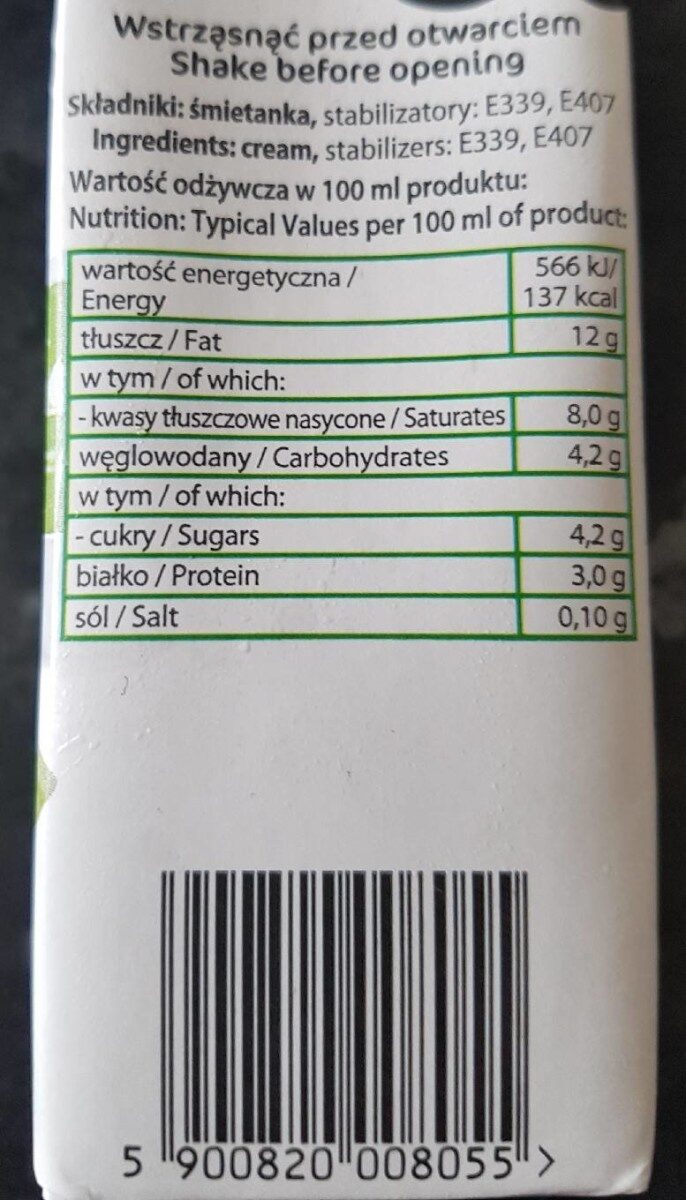 Wstrząsnąć przed otwarciem
Shake before opening
Składniki: śmietanka, stabilizatory: E339, E407
Ingredients: cream, stabilizers: E339, E407
Wartość odżywcza w 100 ml produktu:
Nutrition: Typical Values per 100 ml of product:
wartość energetyczna / 566 kJ/
Energy 137 kcal
tłuszcz / Fat 12 g
w tym / of which:
- kwasy tłuszczowe nasycone / Saturates 8,0 g
węglowodany / Carbohydrates 4,2 g
w tym / of which:
- cukry / Sugars 4,2 g
białko / Protein 3,0 g
sól / Salt 0,10 g
5 900820 008055 >